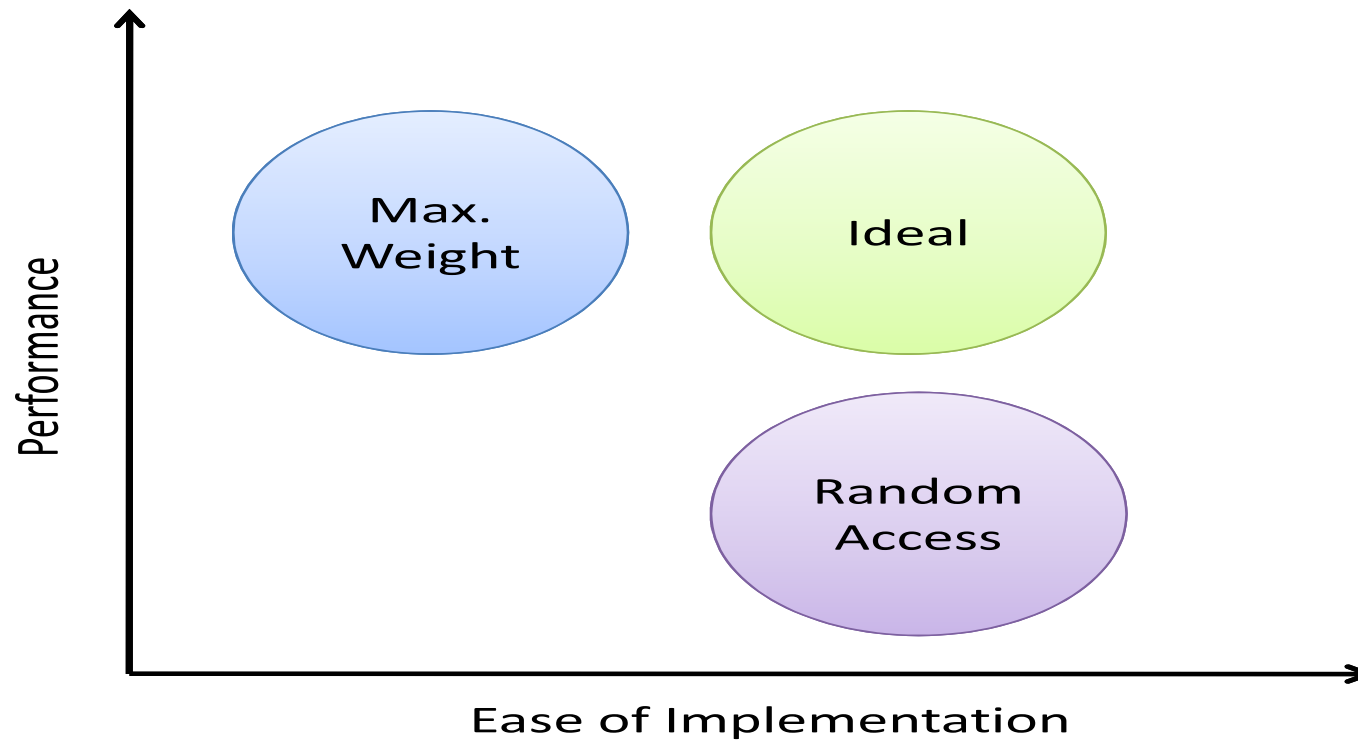 Performance
Max.
Weight
Ideal
Random
Access
Ease of Implementation